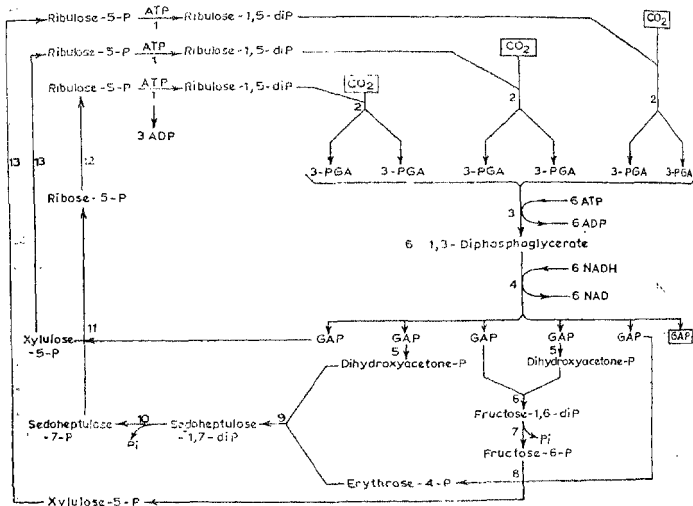 Ribulose-5-P ATP 1 Ribulose-1,5-diP CO2
Ribulose-5-P ATP 1 Ribulose-1,5-diP CO2
Ribulose-5-P ATP 1 Ribulose-1,5-diP CO2
2 2 2
3 ADP
13 13 12
3-PGA 3-PGA 3-PGA 3-PGA 3-PGA 3-PGA
Ribose-5-P
3 6 ATP
6 ADP
6 1,3-Diphosphoglycerate
4 6 NADH
6 NAD
Xylulose
-5-P
11
GAP GAP GAP GAP GAP GAP
5 5
Dihydroxyacetone-P Dihydroxyacetone-P
6
Fructose-1,6-diP
Sedoheptulose
-7-P
10
Pi
Sedoheptulose
-1,7-diP
9
7 Pi
Fructose-6-P
8
Erythrose-4-P
Xylulose-5-P